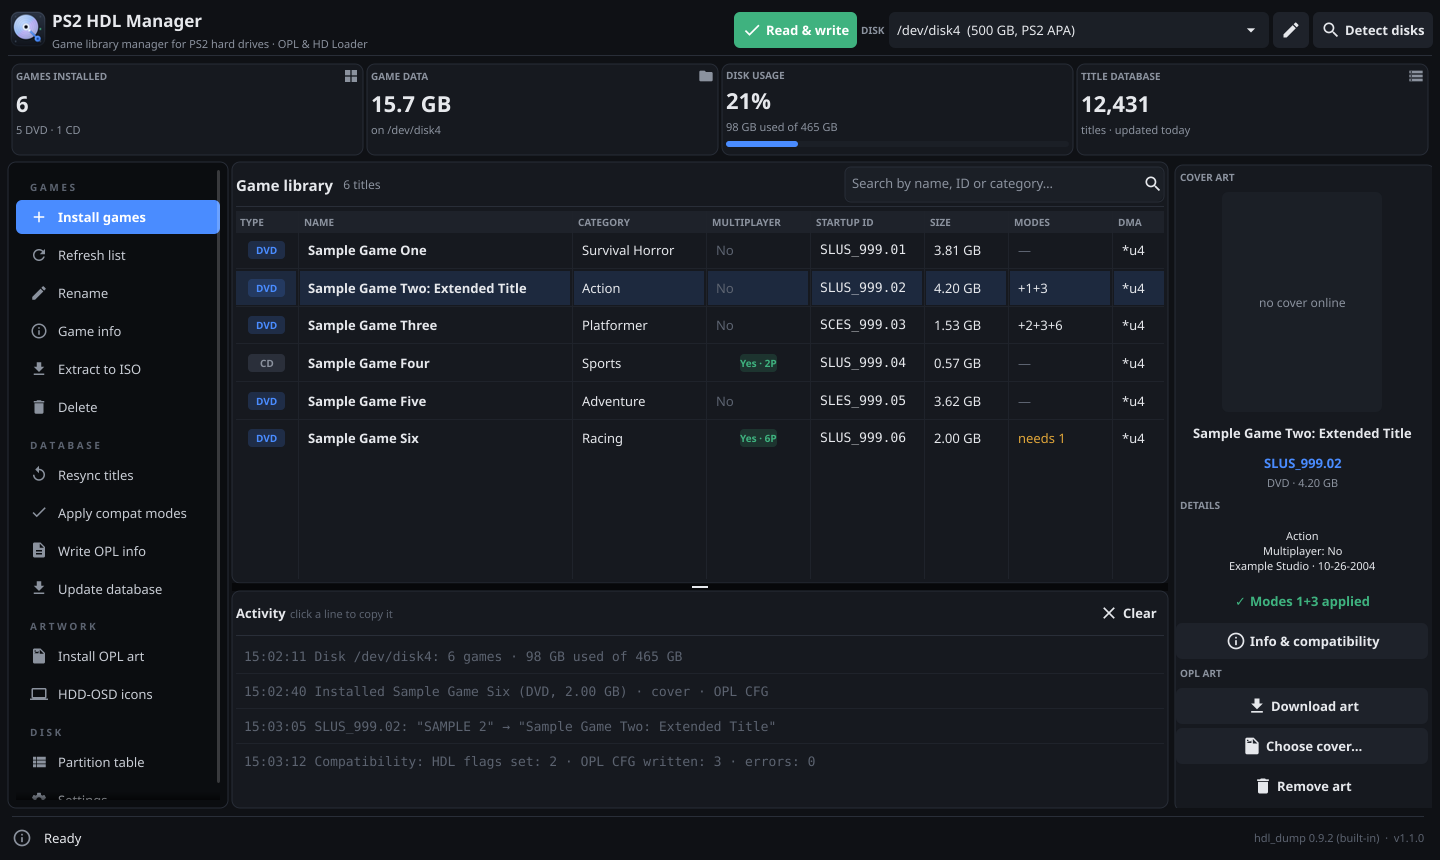 PS2 HDL Manager
Game library manager for PS2 hard drives · OPL & HD Loader
Read & write
DISK
/dev/disk4 (500 GB, PS2 APA)
Detect disks
GAMES INSTALLED
6
5 DVD · 1 CD
GAME DATA
15.7 GB
on /dev/disk4
DISK USAGE
21%
98 GB used of 465 GB
TITLE DATABASE
12,431
titles · updated today
GAMES
Install games
Refresh list
Rename
Game info
Extract to ISO
Delete
DATABASE
Resync titles
Apply compat modes
Write OPL info
Update database
ARTWORK
Install OPL art
HDD-OSD icons
DISK
Partition table
Settings
Game library 6 titles
Search by name, ID or category...
TYPE NAME CATEGORY MULTIPLAYER STARTUP ID SIZE MODES DMA
DVD Sample Game One Survival Horror No SLUS_999.01 3.81 GB — *u4
DVD Sample Game Two: Extended Title Action No SLUS_999.02 4.20 GB +1+3 *u4
DVD Sample Game Three Platformer No SCES_999.03 1.53 GB +2+3+6 *u4
CD Sample Game Four Sports Yes · 2P SLUS_999.04 0.57 GB — *u4
DVD Sample Game Five Adventure No SLES_999.05 3.62 GB — *u4
DVD Sample Game Six Racing Yes · 6P SLUS_999.06 2.00 GB needs 1 *u4
Activity click a line to copy it
Clear
15:02:11 Disk /dev/disk4: 6 games · 98 GB used of 465 GB
15:02:40 Installed Sample Game Six (DVD, 2.00 GB) · cover · OPL CFG
15:03:05 SLUS_999.02: "SAMPLE 2" → "Sample Game Two: Extended Title"
15:03:12 Compatibility: HDL flags set: 2 · OPL CFG written: 3 · errors: 0
COVER ART
no cover online
Sample Game Two: Extended Title
SLUS_999.02
DVD · 4.20 GB
DETAILS
Action
Multiplayer: No
Example Studio · 10-26-2004
✓ Modes 1+3 applied
Info & compatibility
OPL ART
Download art
Choose cover...
Remove art
Ready
hdl_dump 0.9.2 (built-in) · v1.1.0